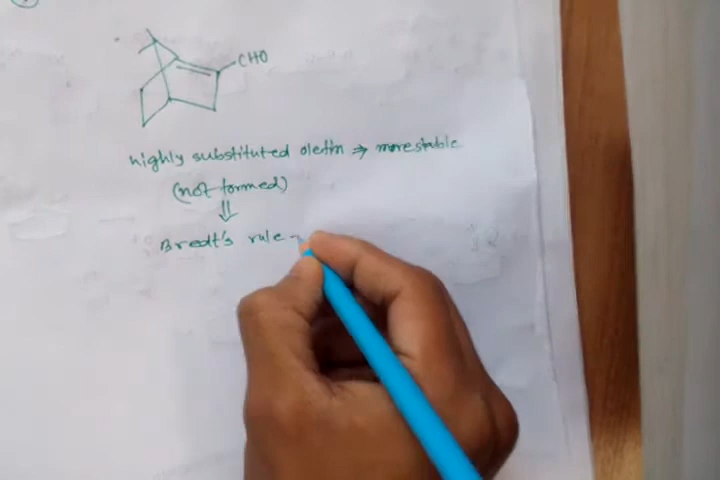 CHO
highly substituted olefin ⇒ more stable
(not formed)
⇓
Bredt's rule -